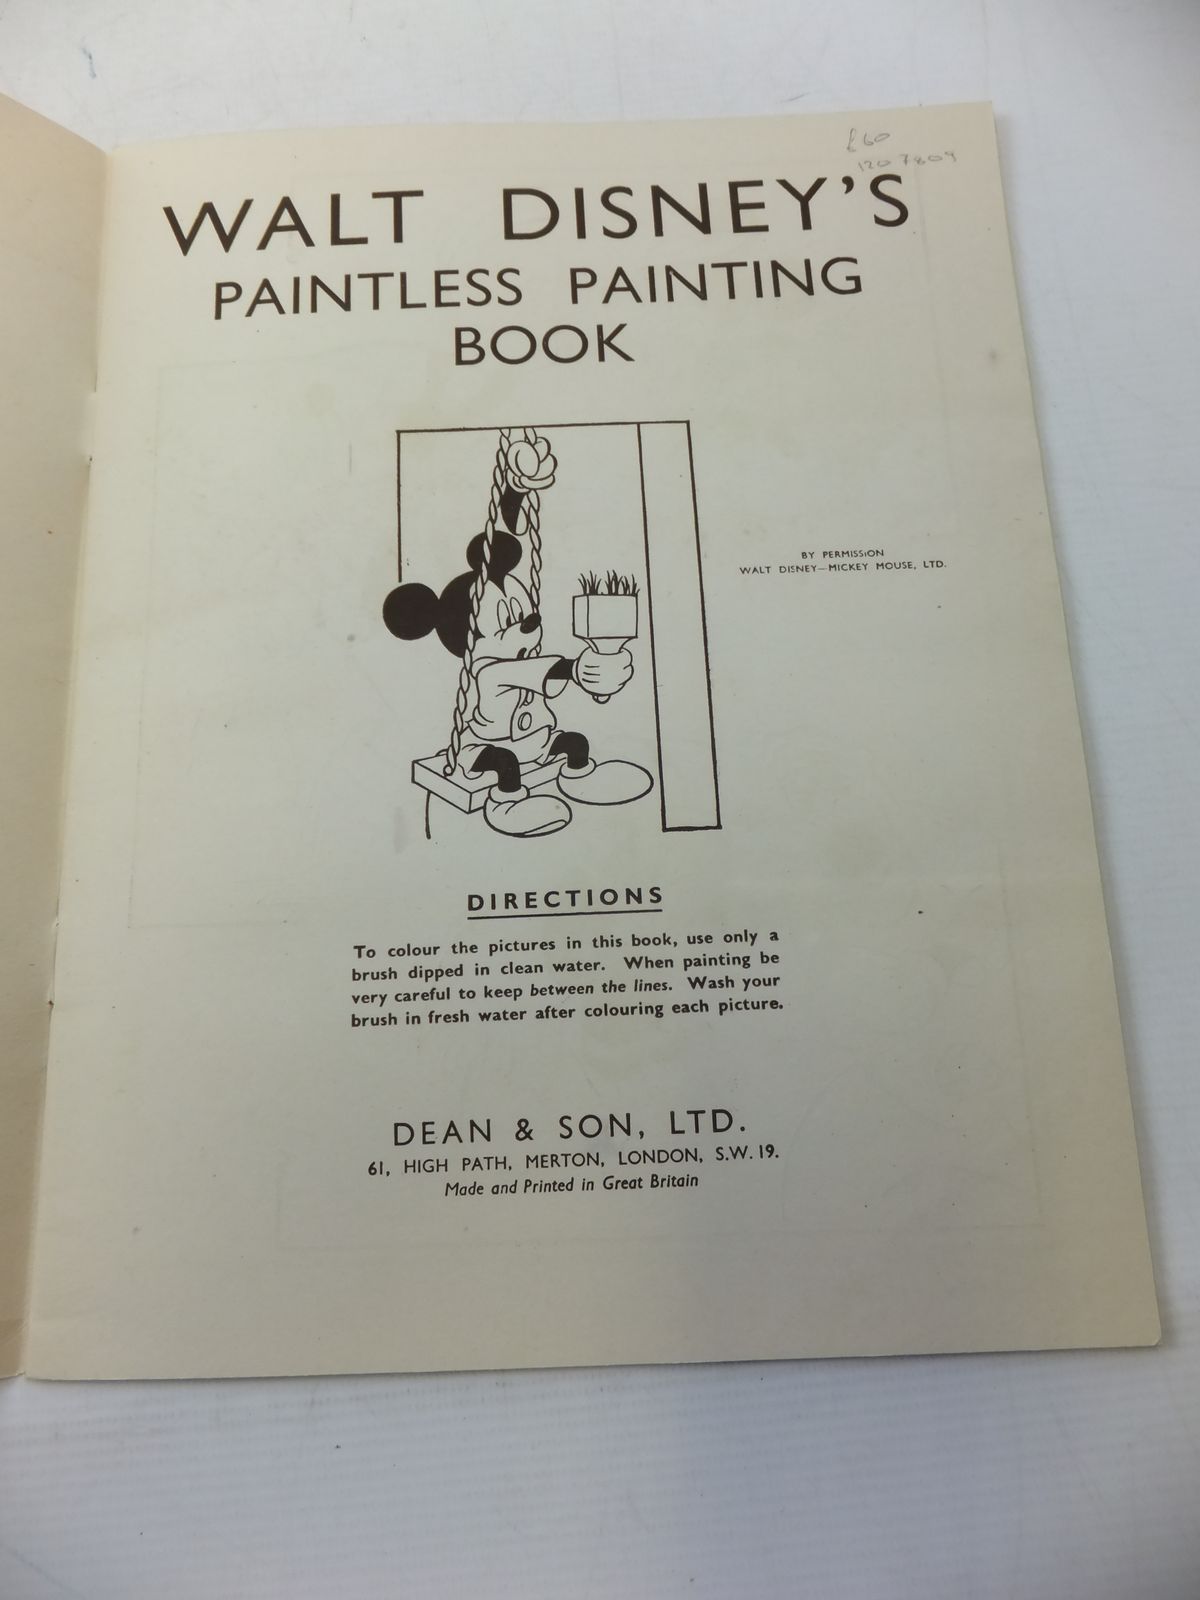 £60
1207809
WALT DISNEY'S
PAINTLESS PAINTING
BOOK
BY PERMISSION
WALT DISNEY—MICKEY MOUSE, LTD.
DIRECTIONS
To colour the pictures in this book, use only a
brush dipped in clean water. When painting be
very careful to keep between the lines. Wash your
brush in fresh water after colouring each picture.
DEAN & SON, LTD.
61, HIGH PATH, MERTON, LONDON, S.W. 19.
Made and Printed in Great Britain